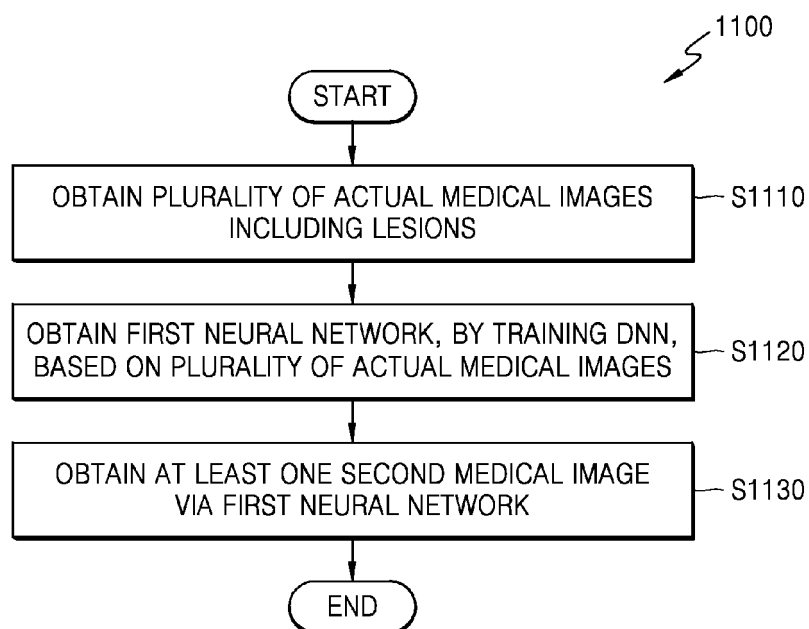 1100
START
OBTAIN PLURALITY OF ACTUAL MEDICAL IMAGES
INCLUDING LESIONS
S1110
OBTAIN FIRST NEURAL NETWORK, BY TRAINING DNN,
BASED ON PLURALITY OF ACTUAL MEDICAL IMAGES
S1120
OBTAIN AT LEAST ONE SECOND MEDICAL IMAGE
VIA FIRST NEURAL NETWORK
S1130
END